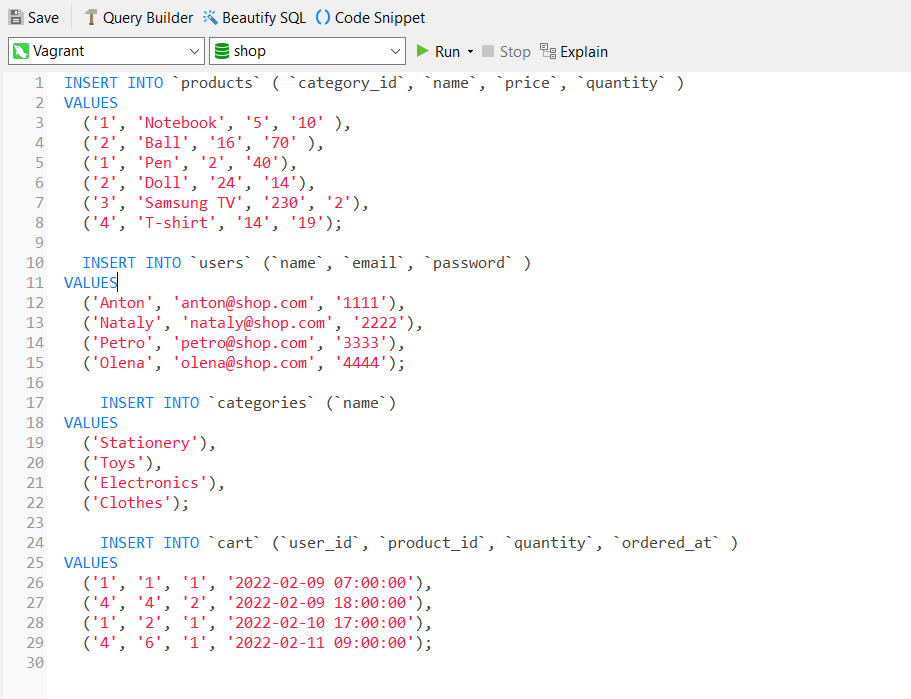 Save Query Builder Beautify SQL Code Snippet
Vagrant shop Run Stop Explain
1 INSERT INTO `products` ( `category_id`, `name`, `price`, `quantity` )
2 VALUES
3 ('1', 'Notebook', '5', '10' ),
4 ('2', 'Ball', '16', '70' ),
5 ('1', 'Pen', '2', '40'),
6 ('2', 'Doll', '24', '14'),
7 ('3', 'Samsung TV', '230', '2'),
8 ('4', 'T-shirt', '14', '19');
9
10 INSERT INTO `users` (`name`, `email`, `password` )
11 VALUES
12 ('Anton', 'anton@shop.com', '1111'),
13 ('Nataly', 'nataly@shop.com', '2222'),
14 ('Petro', 'petro@shop.com', '3333'),
15 ('Olena', 'olena@shop.com', '4444');
16
17 INSERT INTO `categories` (`name`)
18 VALUES
19 ('Stationery'),
20 ('Toys'),
21 ('Electronics'),
22 ('Clothes');
23
24 INSERT INTO `cart` (`user_id`, `product_id`, `quantity`, `ordered_at` )
25 VALUES
26 ('1', '1', '1', '2022-02-09 07:00:00'),
27 ('4', '4', '2', '2022-02-09 18:00:00'),
28 ('1', '2', '1', '2022-02-10 17:00:00'),
29 ('4', '6', '1', '2022-02-11 09:00:00');
30